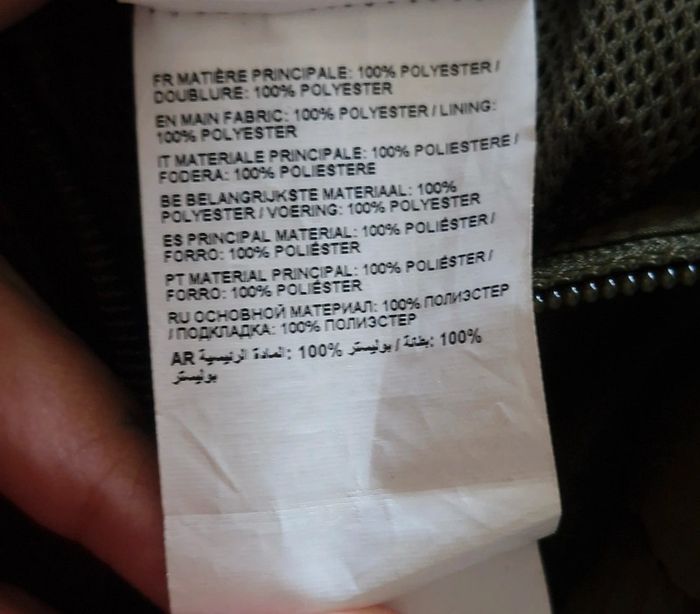 FR MATIÈRE PRINCIPALE: 100% POLYESTER /
DOUBLURE: 100% POLYESTER
EN MAIN FABRIC: 100% POLYESTER / LINING:
100% POLYESTER
IT MATERIALE PRINCIPALE: 100% POLIESTERE /
FODERA: 100% POLIESTERE
BE BELANGRIJKSTE MATERIAAL: 100%
POLYESTER / VOERING: 100% POLYESTER
ES PRINCIPAL MATERIAL: 100% POLIÉSTER /
FORRO: 100% POLIÉSTER
PT MATERIAL PRINCIPAL: 100% POLIÉSTER /
FORRO: 100% POLIÉSTER
RU ОСНОВНОЙ МАТЕРИАЛ: 100% ПОЛИЭСТЕР
/ ПОДКЛАДКА: 100% ПОЛИЭСТЕР
AR المادة الرئيسية: 100% بوليستر / بطانة: 100%
بوليستر